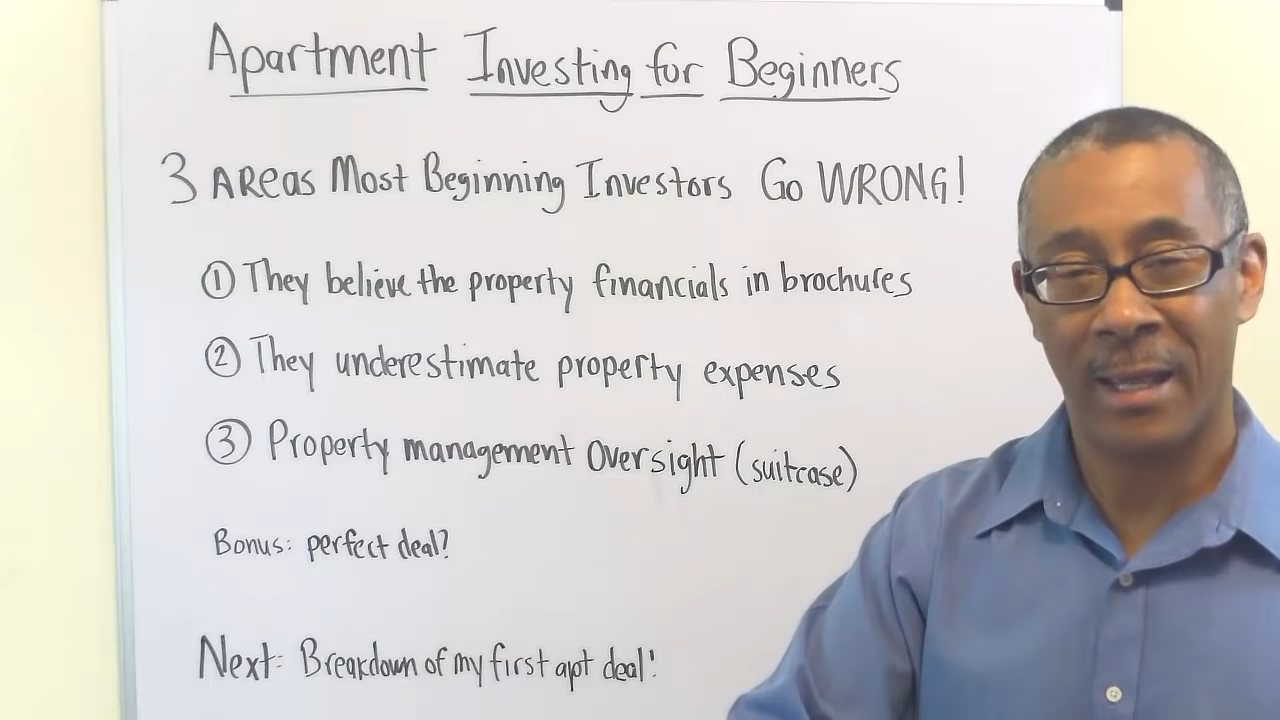 Apartment Investing for Beginners
3 AREAS Most Beginning Investors Go WRONG!
① They believe the property financials in brochures
② They underestimate property expenses
③ Property management Oversight (suitcase)
Bonus: perfect deal?
Next: Breakdown of my first apt deal!